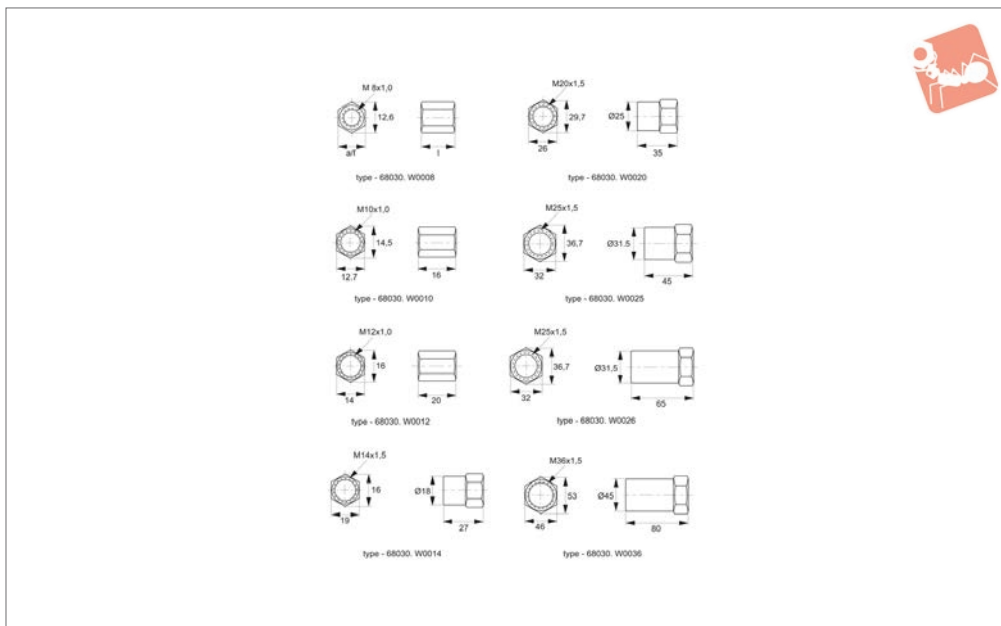 M 8x1,0
12,6
a/f
l
type - 68030. W0008
M20x1,5
29,7
26
Ø25
35
type - 68030. W0020
M10x1,0
14,5
12,7
16
type - 68030. W0010
M25x1,5
36,7
32
Ø31.5
45
type - 68030. W0025
M12x1,0
16
14
20
type - 68030. W0012
M25x1,5
36,7
32
Ø31,5
65
type - 68030. W0026
M14x1,5
16
19
Ø18
27
type - 68030. W0014
M36x1,5
53
46
Ø45
80
type - 68030. W0036